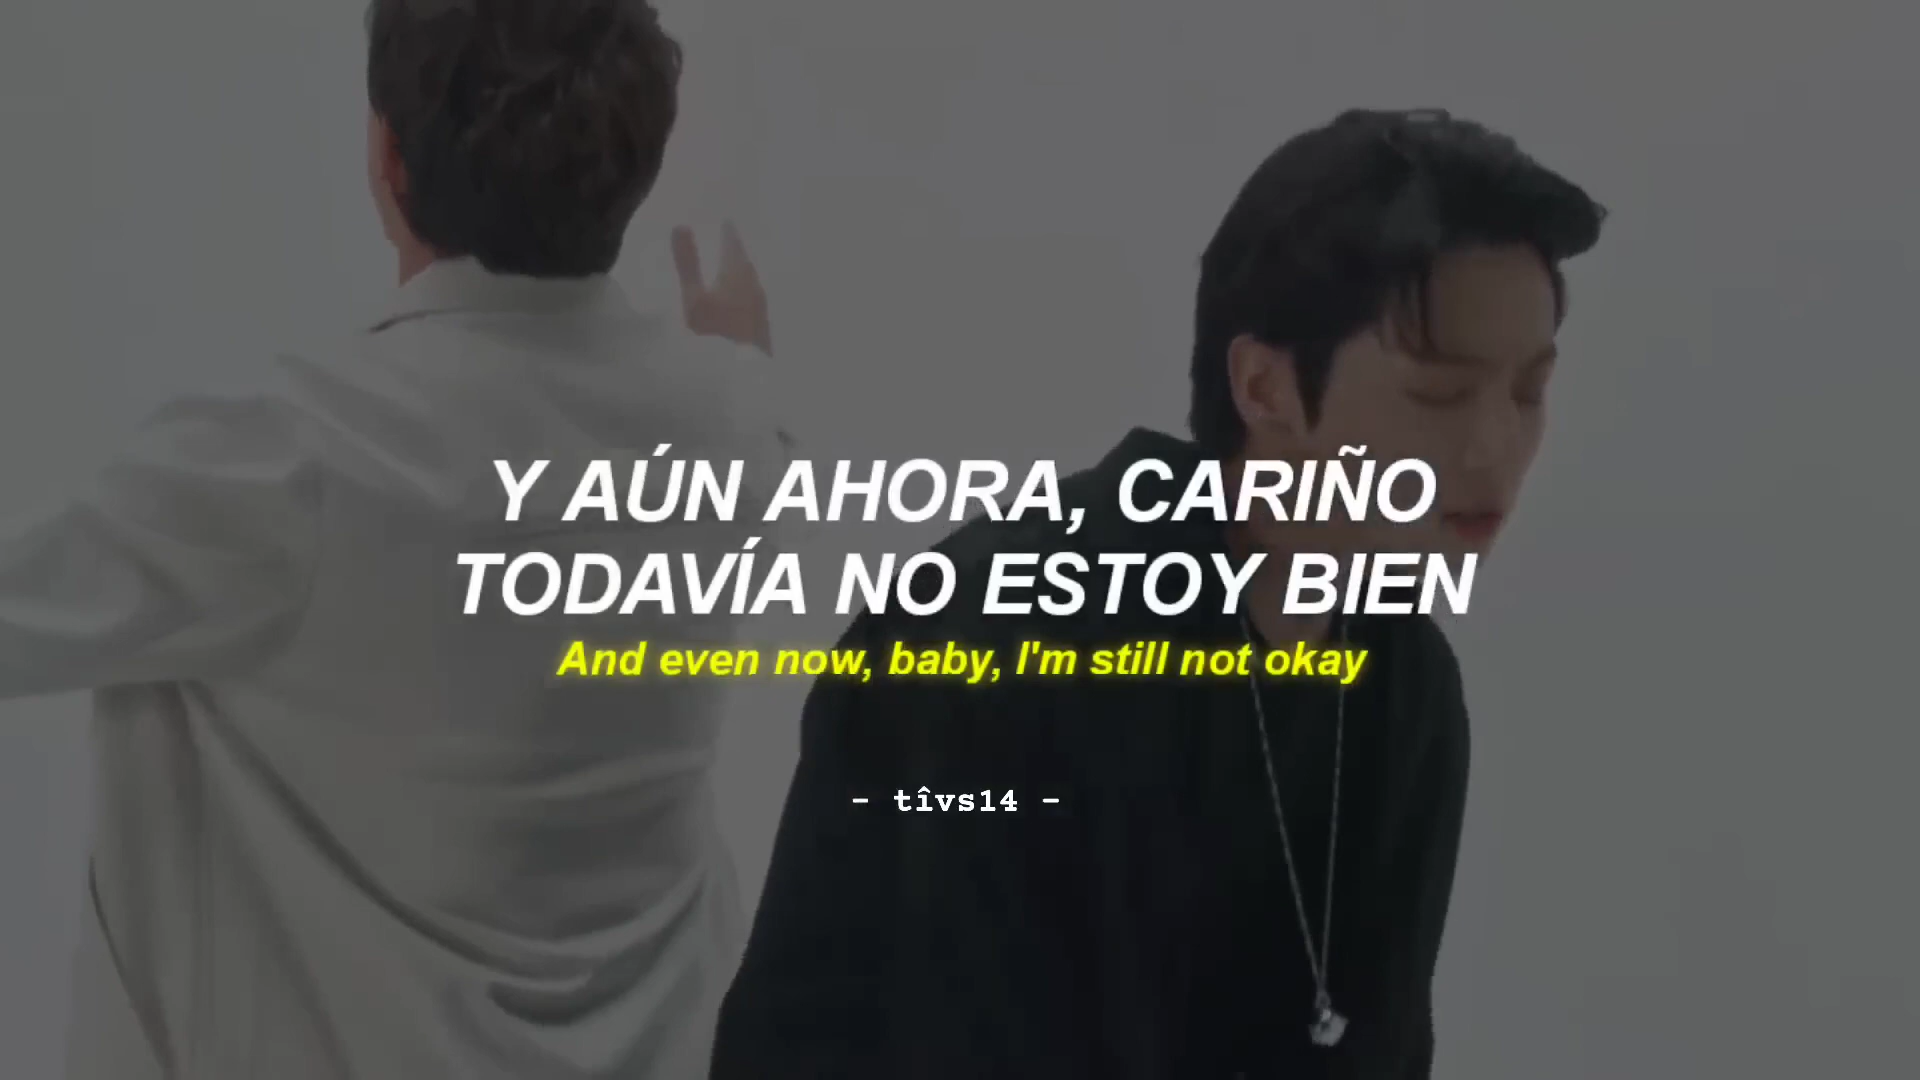 Y AÚN AHORA, CARIÑO
TODAVÍA NO ESTOY BIEN
And even now, baby, I'm still not okay
- tîvs14 -